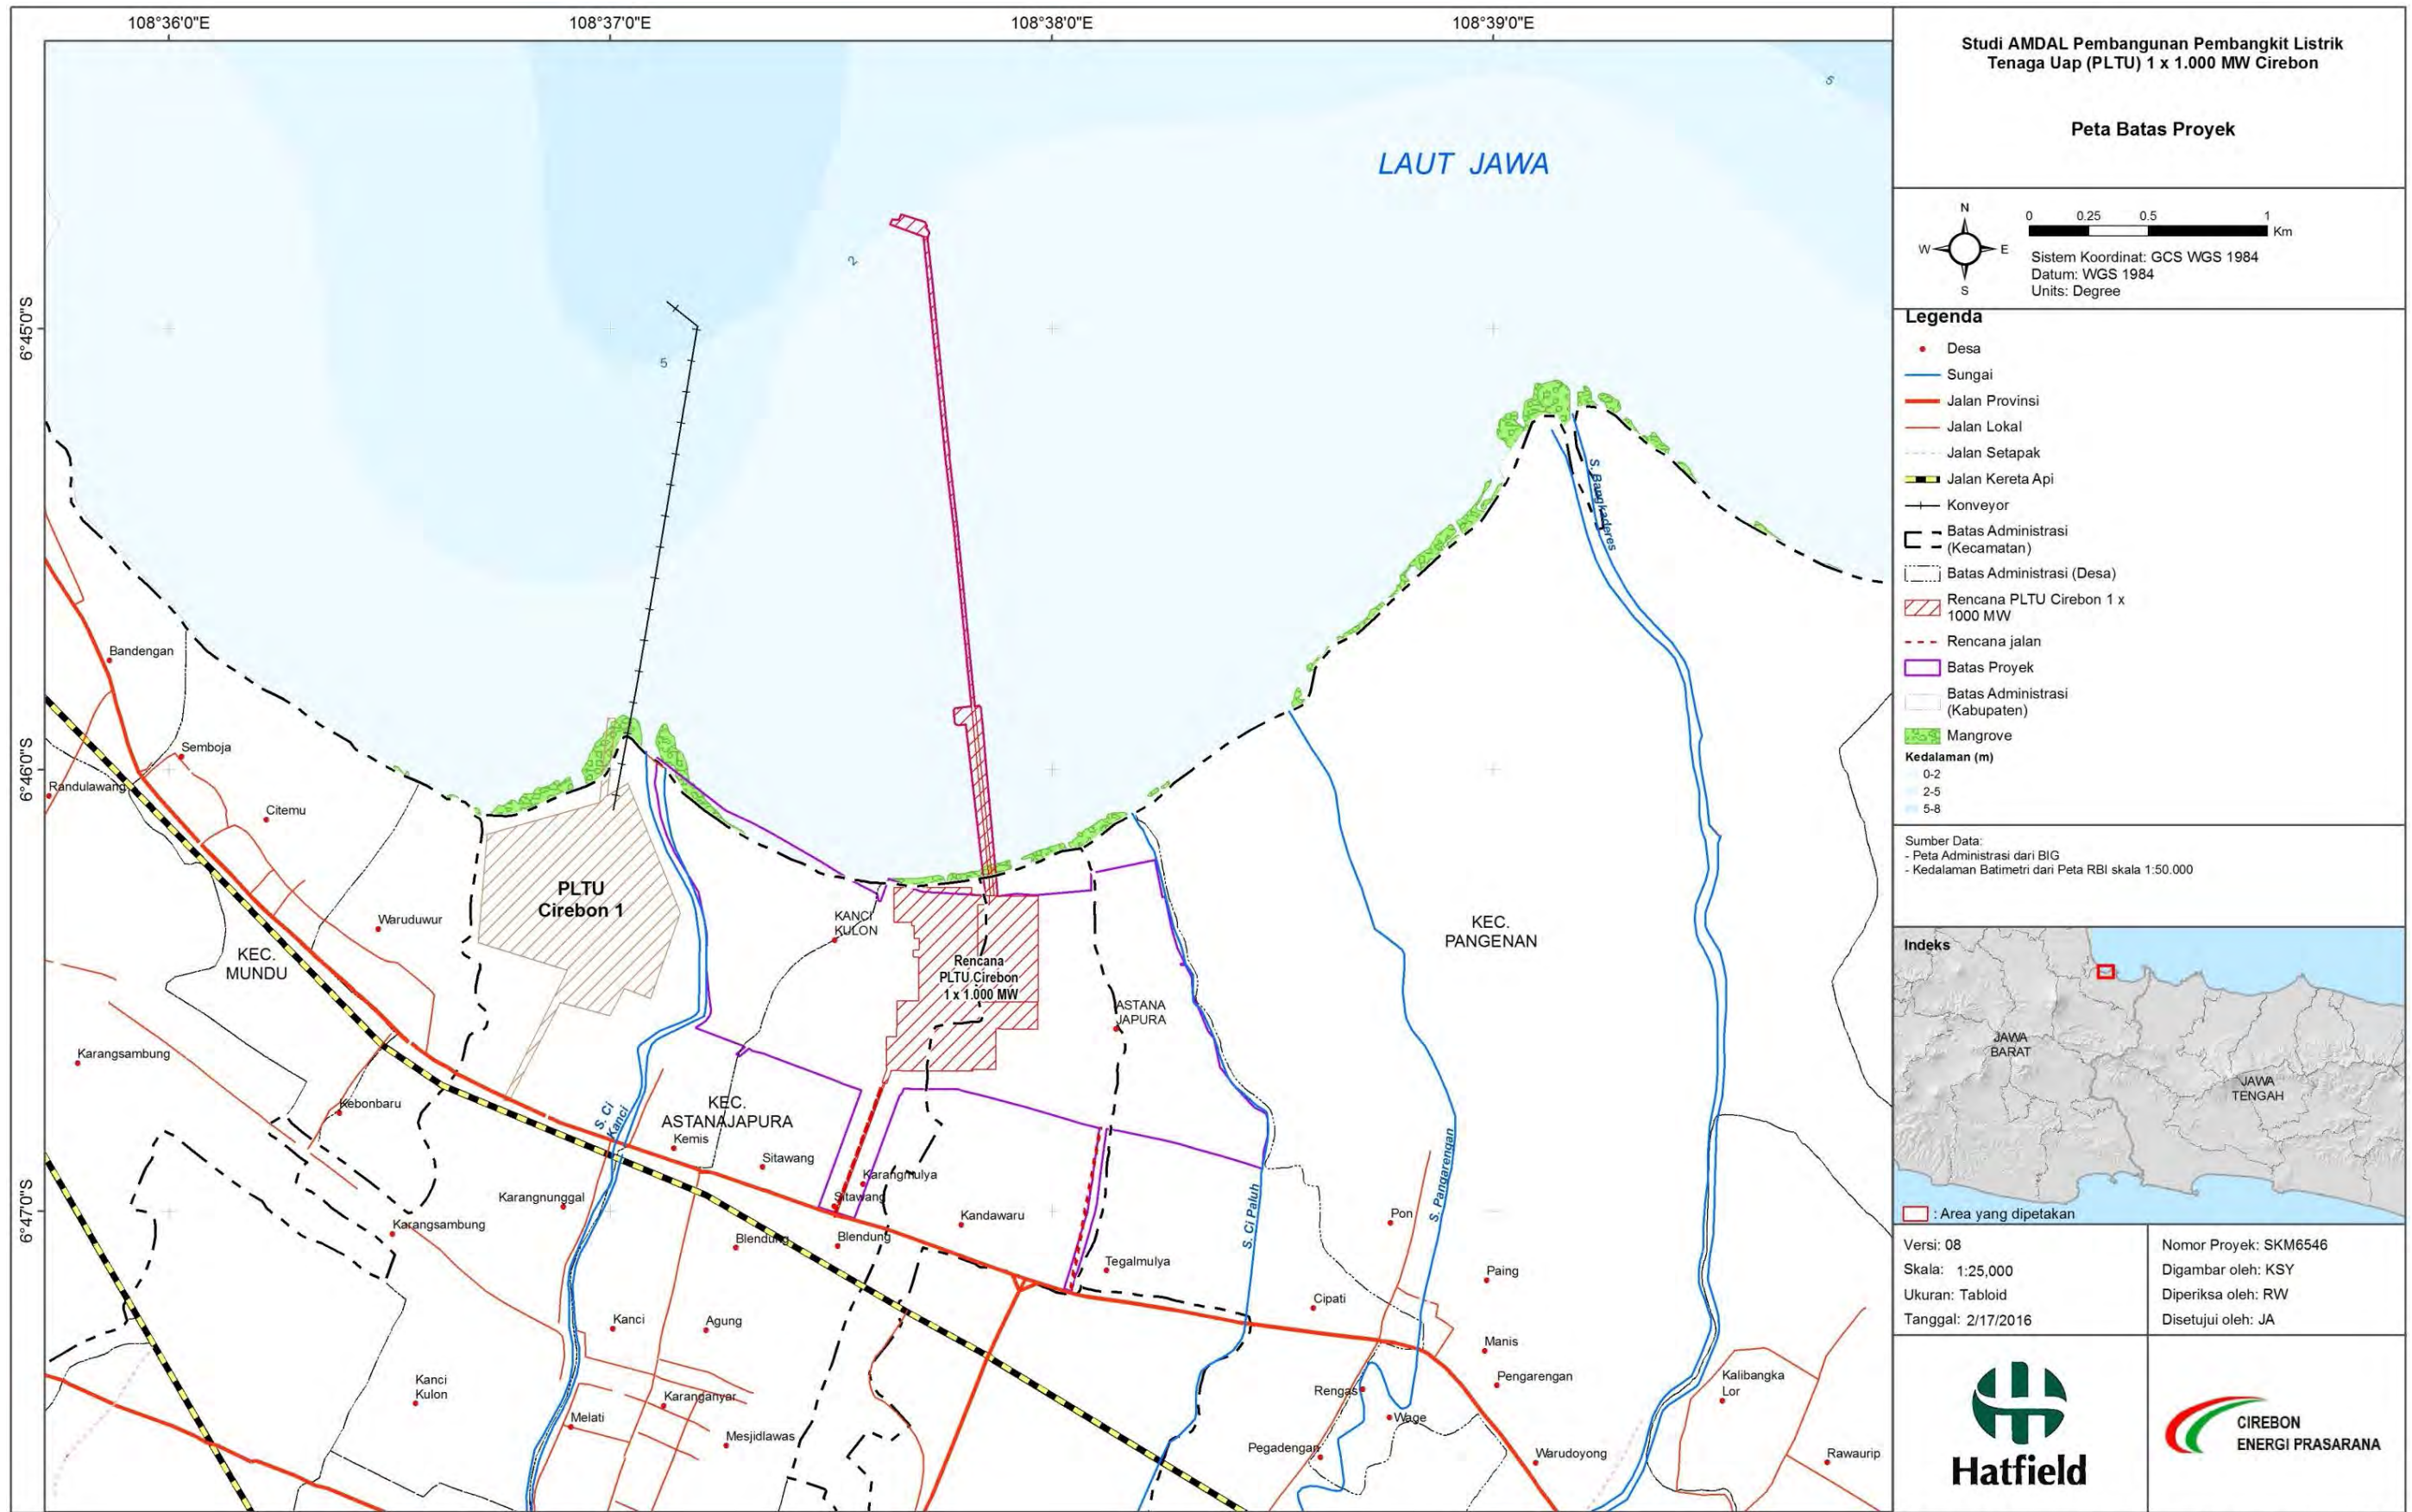 108°36'0"E
108°37'0"E
108°38'0"E
108°39'0"E
6°45'0"S
6°46'0"S
6°47'0"S
LAUT JAWA
5
2
5
Bandengan
Semboja
Randulawang
Citemu
Waruduwur
KEC.
MUNDU
PLTU
Cirebon 1
KANCI
KULON
Rencana
PLTU Cirebon
1 x 1.000 MW
ASTANA
JAPURA
KEC.
PANGENAN
S. Bangkaderes
Karangsambung
Kebonbaru
S. Ci
Kanci
KEC.
ASTANAJAPURA
Kemis
Sitawang
Karangmulya
Sitawang
Karangnunggal
Karangsambung
Blendung
Blendung
Kandawaru
Tegalmulya
S. Ci Paluh
S. Pangarengan
Pon
Paing
Cipati
Manis
Pengarengan
Kanci
Agung
Kanci
Kulon
Karanganyar
Melati
Mesjidlawas
Rengas
Wage
Pegadengan
Warudoyong
Kalibangka
Lor
Rawaurip
Studi AMDAL Pembangunan Pembangkit Listrik
Tenaga Uap (PLTU) 1 x 1.000 MW Cirebon
Peta Batas Proyek
N
W
E
S
0
0.25
0.5
1
Km
Sistem Koordinat: GCS WGS 1984
Datum: WGS 1984
Units: Degree
Legenda
Desa
Sungai
Jalan Provinsi
Jalan Lokal
Jalan Setapak
Jalan Kereta Api
Konveyor
Batas Administrasi
(Kecamatan)
Batas Administrasi (Desa)
Rencana PLTU Cirebon 1 x
1000 MW
Rencana jalan
Batas Proyek
Batas Administrasi
(Kabupaten)
Mangrove
Kedalaman (m)
0-2
2-5
5-8
Sumber Data:
- Peta Administrasi dari BIG
- Kedalaman Batimetri dari Peta RBI skala 1:50.000
Indeks
JAWA
BARAT
JAWA
TENGAH
: Area yang dipetakan
Versi: 08
Skala: 1:25,000
Ukuran: Tabloid
Tanggal: 2/17/2016
Nomor Proyek: SKM6546
Digambar oleh: KSY
Diperiksa oleh: RW
Disetujui oleh: JA
Hatfield
CIREBON
ENERGI PRASARANA